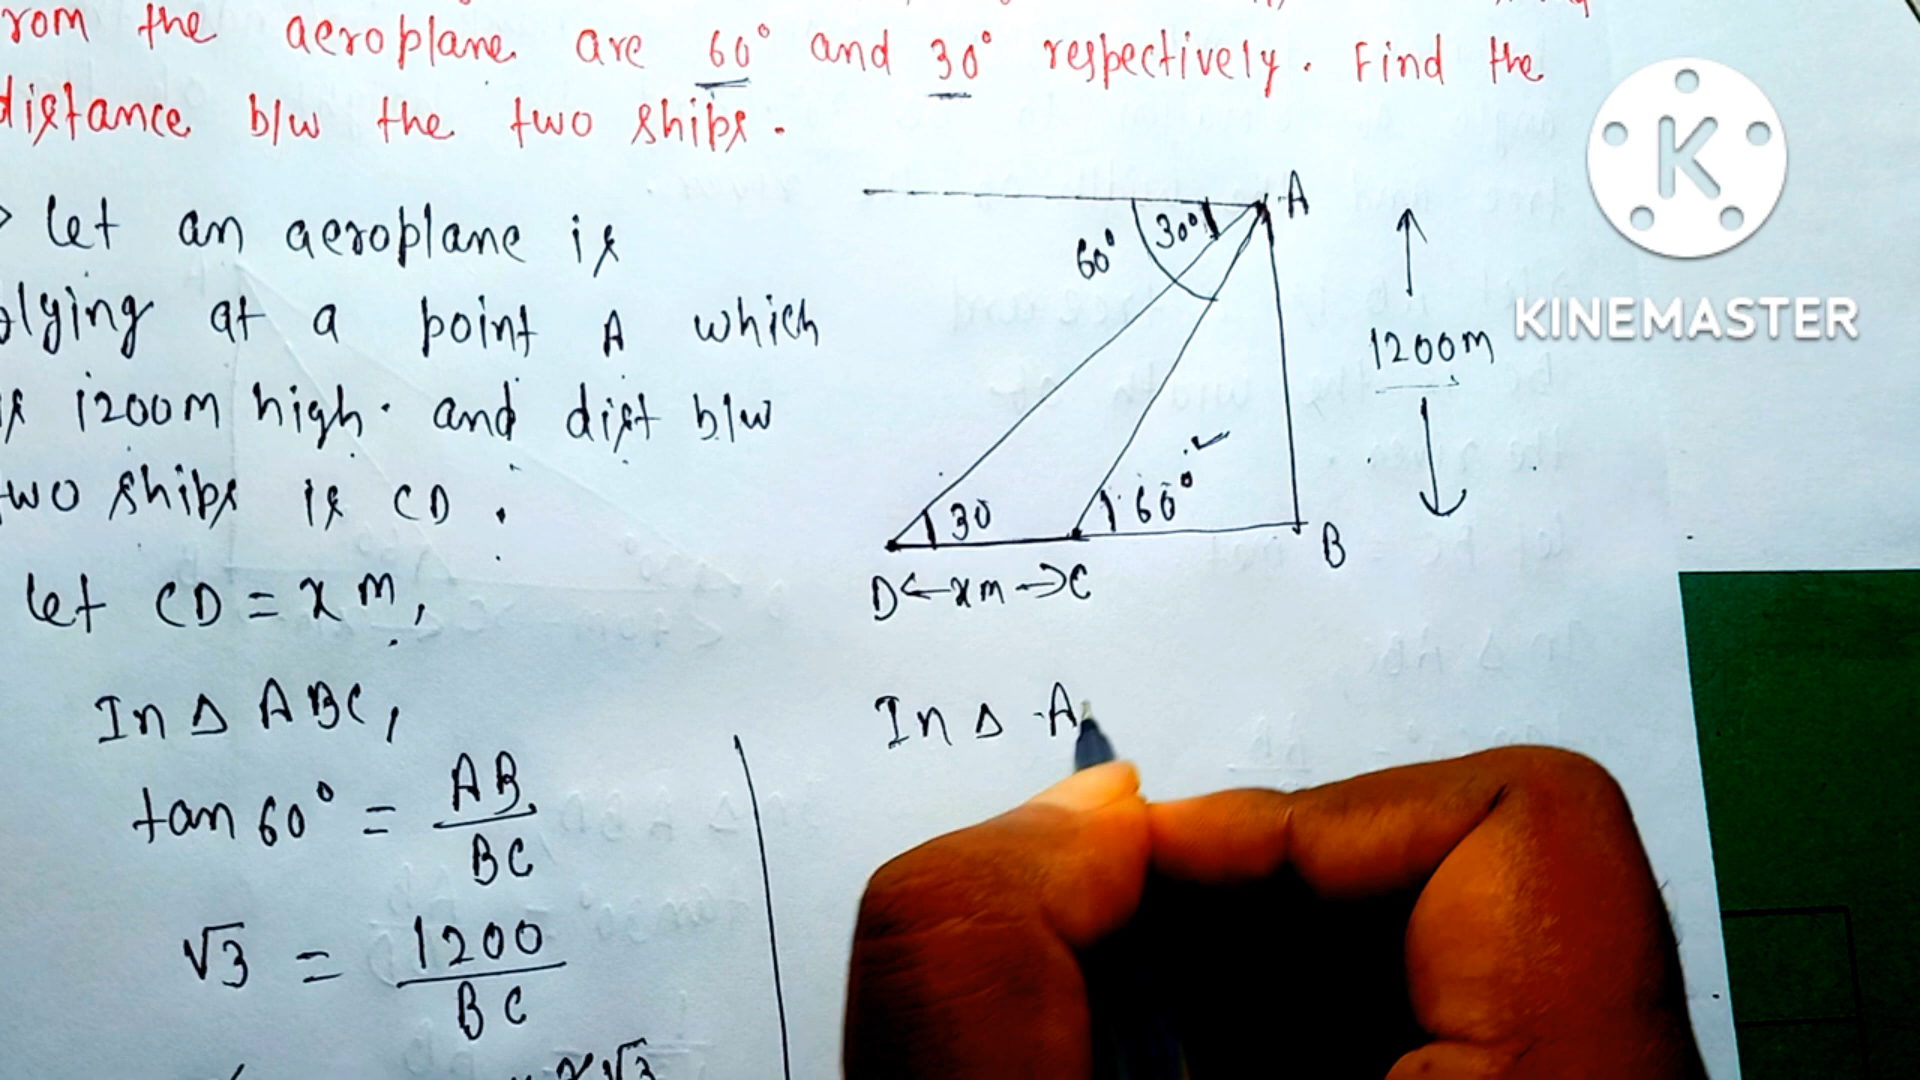 rom the aeroplane are 60° and 30° respectively. Find the
distance b/w the two ships.
let an aeroplane is
lying at a point A which
is 1200m high. and dist b/w
two ships is CD.
let CD = x m,
In Δ ABC,
tan 60° = AB/BC
√3 = 1200/BC
√3
A
30°
60°
1200m
30
60°
B
D ← x m → C
In Δ A
K
KINEMASTER